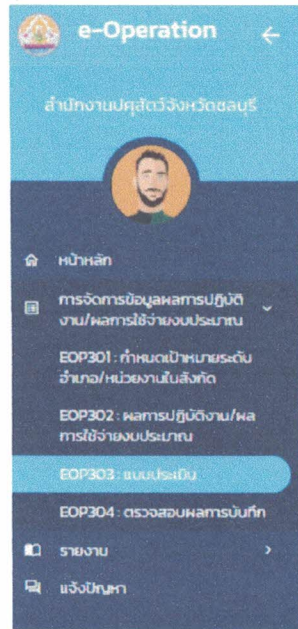 e-Operation
สำนักงานปศุสัตว์จังหวัดชลบุรี
หน้าหลัก
การจัดการข้อมูลผลการปฏิบัติ
งาน/ผลการใช้จ่ายงบประมาณ
EOP301 : กำหนดเป้าหมายระดับ
อำเภอ/หน่วยงานในสังกัด
EOP302 : ผลการปฏิบัติงาน/ผล
การใช้จ่ายงบประมาณ
EOP303 : แบบประเมิน
EOP304 : ตรวจสอบผลการบันทึก
รายงาน
แจ้งปัญหา